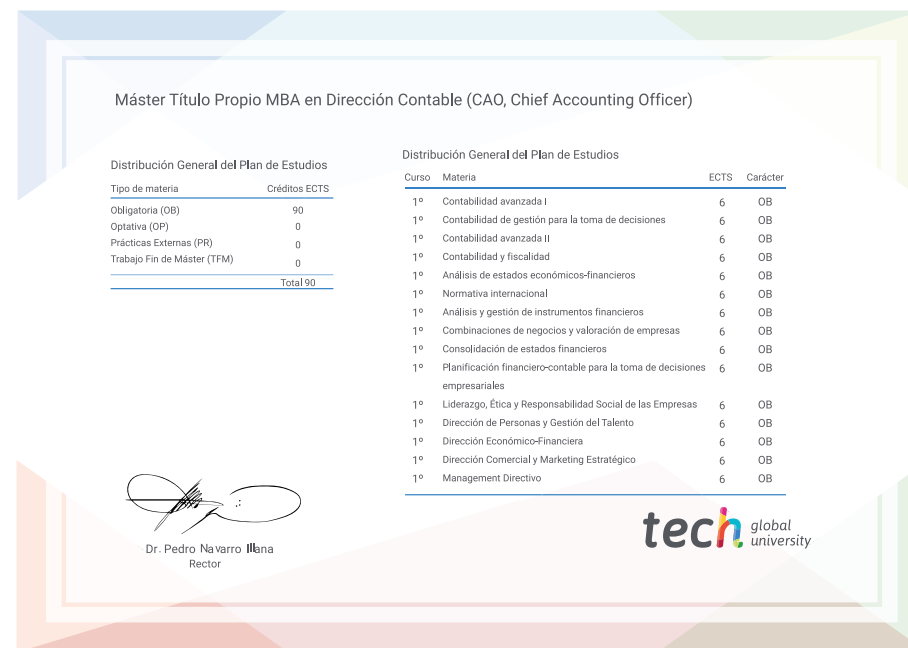 Máster Título Propio MBA en Dirección Contable (CAO, Chief Accounting Officer)
Distribución General del Plan de Estudios
Tipo de materia Créditos ECTS
Obligatoria (OB) 90
Optativa (OP) 0
Prácticas Externas (PR) 0
Trabajo Fin de Máster (TFM) 0
Total 90
Distribución General del Plan de Estudios
Curso Materia ECTS Carácter
1º Contabilidad avanzada I 6 OB
1º Contabilidad de gestión para la toma de decisiones 6 OB
1º Contabilidad avanzada II 6 OB
1º Contabilidad y fiscalidad 6 OB
1º Análisis de estados económicos-financieros 6 OB
1º Normativa internacional 6 OB
1º Análisis y gestión de instrumentos financieros 6 OB
1º Combinaciones de negocios y valoración de empresas 6 OB
1º Consolidación de estados financieros 6 OB
1º Planificación financiero-contable para la toma de decisiones 6 OB
empresariales
1º Liderazgo, Ética y Responsabilidad Social de las Empresas 6 OB
1º Dirección de Personas y Gestión del Talento 6 OB
1º Dirección Económico-Financiera 6 OB
1º Dirección Comercial y Marketing Estratégico 6 OB
1º Management Directivo 6 OB
Dr. Pedro Navarro Illana
Rector
tech global
university